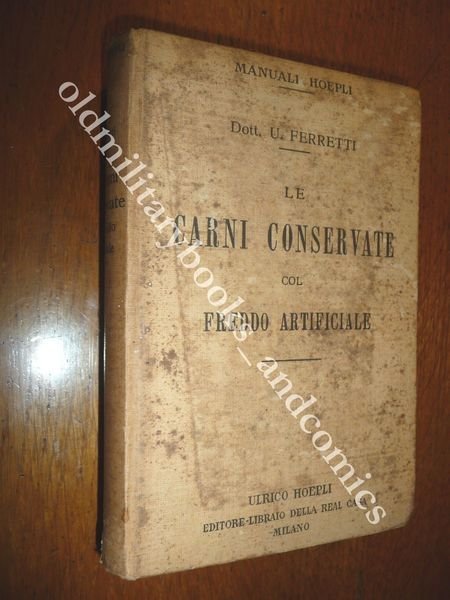 MANUALI HOEPLI
Dott. U. FERRETTI
LE
CARNI CONSERVATE
COL
FREDDO ARTIFICIALE
ULRICO HOEPLI
EDITORE-LIBRAIO DELLA REAL CASA
MILANO
oldmilitarybooks_andcomics